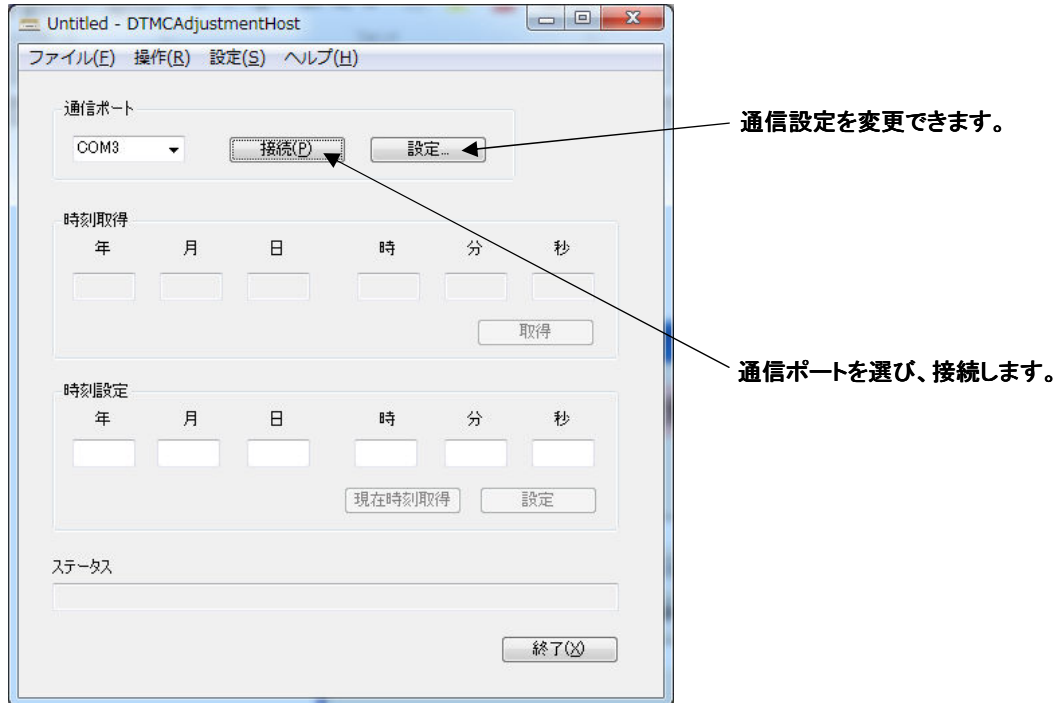 Untitled - DTMCAdjustmentHost
ファイル(F) 操作(R) 設定(S) ヘルプ(H)
通信ポート
COM3 接続(P) 設定...
通信設定を変更できます。
時刻取得
年 月 日 時 分 秒
取得
通信ポートを選び、接続します。
時刻設定
年 月 日 時 分 秒
現在時刻取得 設定
ステータス
終了(X)